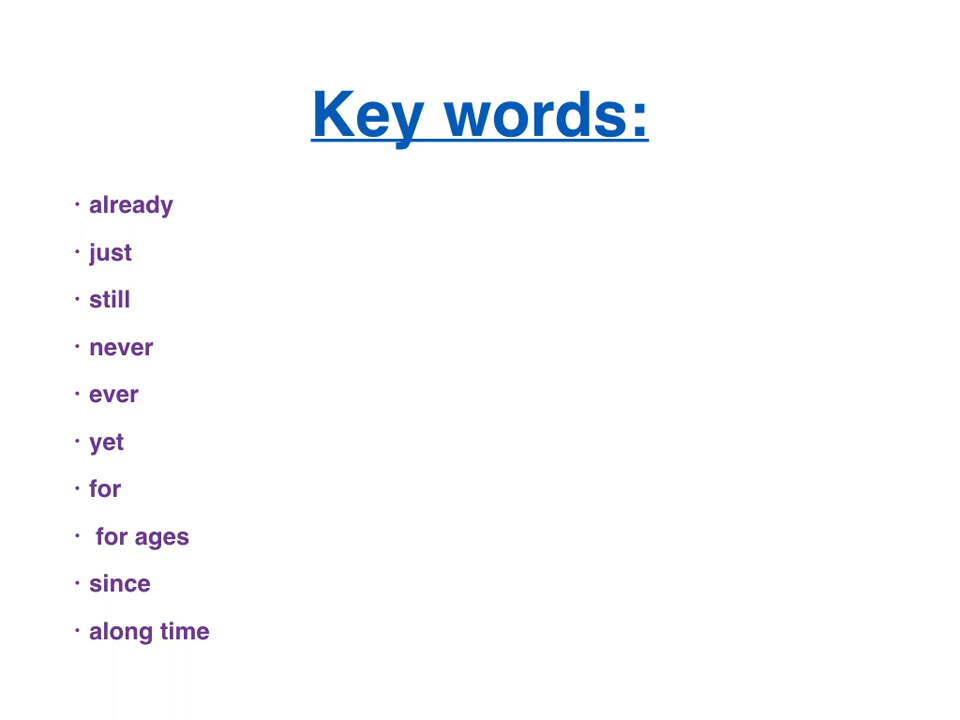 Key words:
· already
· just
· still
· never
· ever
· yet
· for
· for ages
· since
· along time